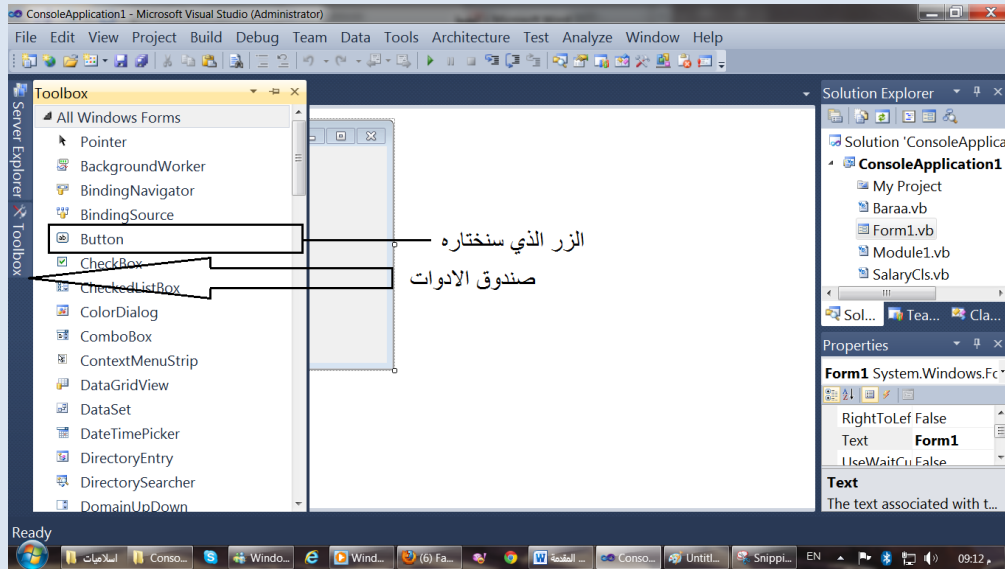 ConsoleApplication1 - Microsoft Visual Studio (Administrator)
File Edit View Project Build Debug Team Data Tools Architecture Test Analyze Window Help
Server Explorer
Toolbox
Toolbox
All Windows Forms
Pointer
BackgroundWorker
BindingNavigator
BindingSource
Button
CheckBox
CheckedListBox
ColorDialog
ComboBox
ContextMenuStrip
DataGridView
DataSet
DateTimePicker
DirectoryEntry
DirectorySearcher
DomainUpDown
الزر الذي سنختاره
صندوق الادوات
Solution Explorer
Solution 'ConsoleApplica
ConsoleApplication1
My Project
Baraa.vb
Form1.vb
Module1.vb
SalaryCls.vb
Sol... Tea... Cla...
Properties
Form1 System.Windows.Fc
RightToLef False
Text Form1
UseWaitCu False
Text
The text associated with t...
Ready
اسلاميات Conso... Windo... Wind... (6) Fa... المقدمة ... Conso... Untitl... Snippi... EN 09:12 م